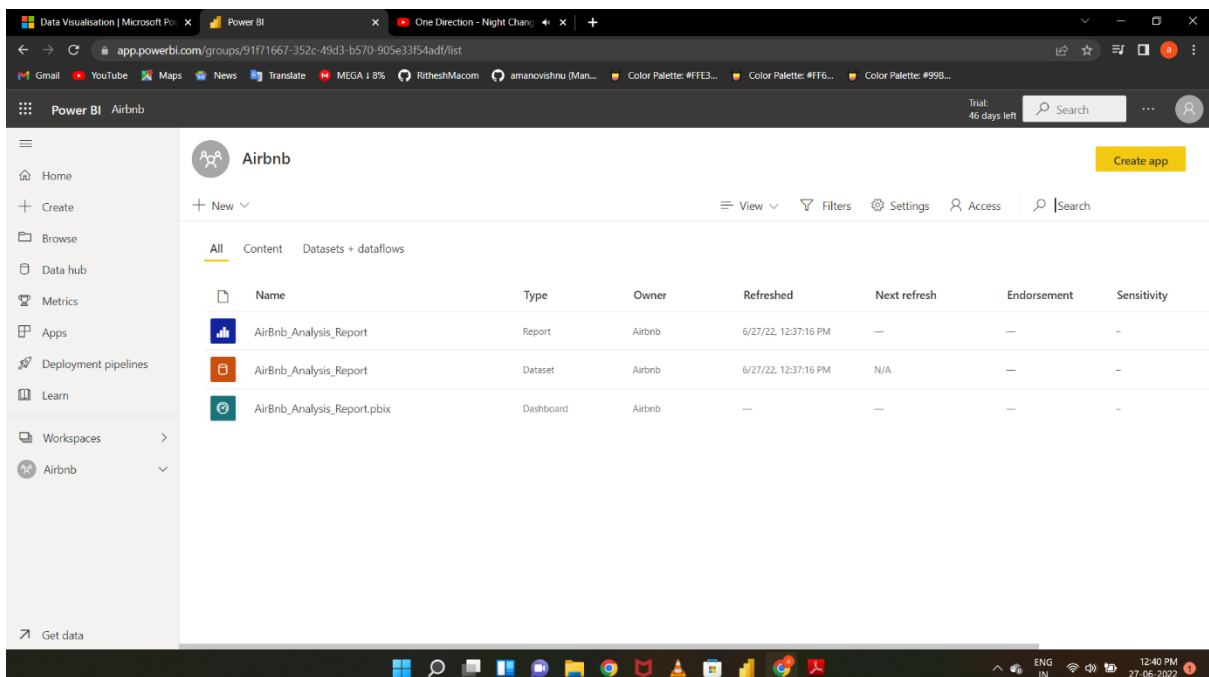 Data Visualisation | Microsoft Po
Power BI
One Direction - Night Chang
app.powerbi.com/groups/91f71667-352c-49d3-b570-905e33f54adf/list
Gmail YouTube Maps News Translate MEGA ⇂ 8% RitheshMacom amanovishnu (Man... Color Palette: #FFE3... Color Palette: #FF6... Color Palette: #99B...
Power BI Airbnb
Trial:
46 days left
Search
Airbnb
Create app
Home
Create
Browse
Data hub
Metrics
Apps
Deployment pipelines
Learn
Workspaces
Airbnb
Get data
+ New
View Filters Settings Access Search
All Content Datasets + dataflows
Name Type Owner Refreshed Next refresh Endorsement Sensitivity
AirBnb_Analysis_Report Report Airbnb 6/27/22, 12:37:16 PM — — –
AirBnb_Analysis_Report Dataset Airbnb 6/27/22, 12:37:16 PM N/A — –
AirBnb_Analysis_Report.pbix Dashboard Airbnb — — — –
ENG
IN
12:40 PM
27-06-2022
1